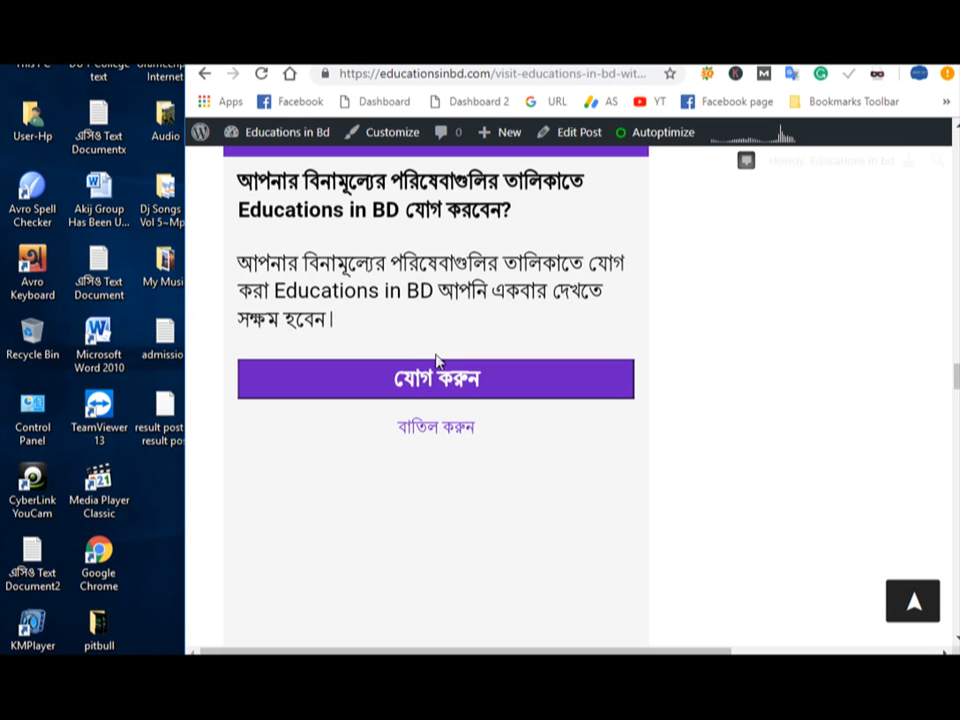 https://educationsinbd.com/visit-educations-in-bd-wit...
Apps Facebook Dashboard Dashboard 2 URL AS YT Facebook page Bookmarks Toolbar »
Educations in Bd Customize 0 New Edit Post Autoptimize
Howdy, Educations in bd
আপনার বিনামূল্যের পরিষেবাগুলির তালিকাতে
Educations in BD যোগ করবেন?
আপনার বিনামূল্যের পরিষেবাগুলির তালিকাতে যোগ
করা Educations in BD আপনি একবার দেখতে
সক্ষম হবেন।
যোগ করুন
বাতিল করুন
text
Internet
User-Hp
এসিও Text
Documentx
Audio
Avro Spell
Checker
Akij Group
Has Been U...
Dj Songs
Vol 5~Mp
অ
Avro
Keyboard
এসিও Text
Document
My Musi
Recycle Bin
Microsoft
Word 2010
admissio
Control
Panel
TeamViewer
13
result post
result po
CyberLink
YouCam
Media Player
Classic
এসিও Text
Document2
Google
Chrome
KMPlayer
pitbull